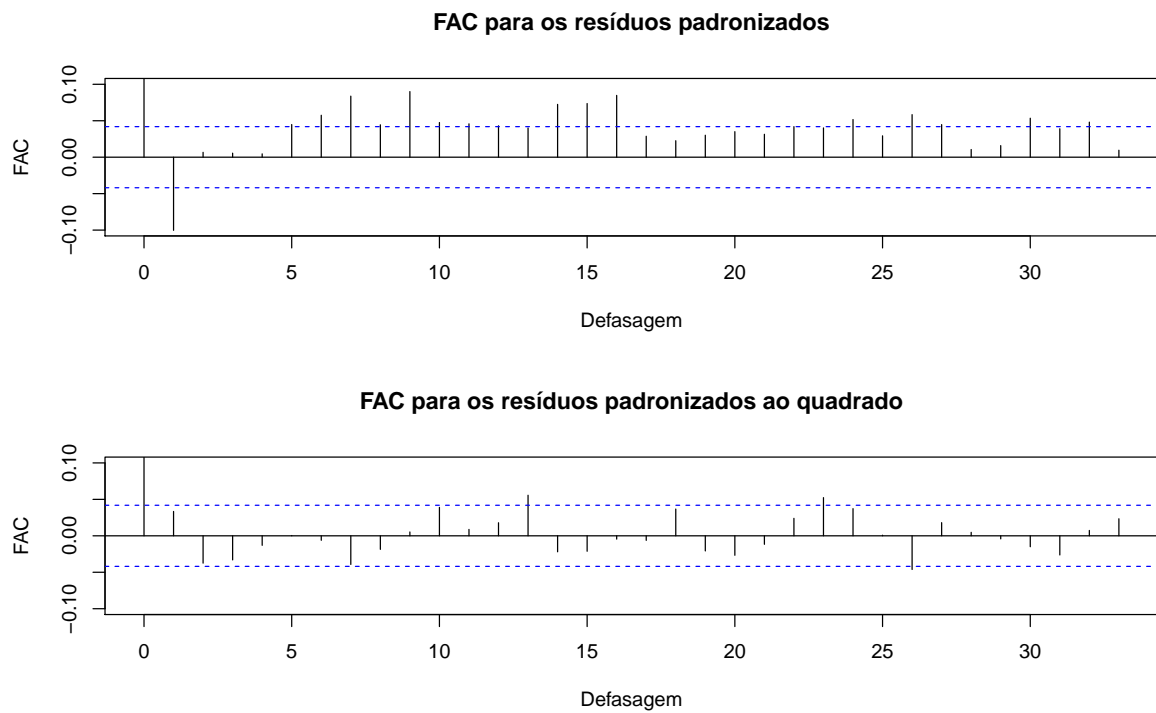 FAC para os resíduos padronizados
FAC
0.10
0.00
−0.10
0 5 10 15 20 25 30
Defasagem
FAC para os resíduos padronizados ao quadrado
FAC
0.10
0.00
−0.10
0 5 10 15 20 25 30
Defasagem